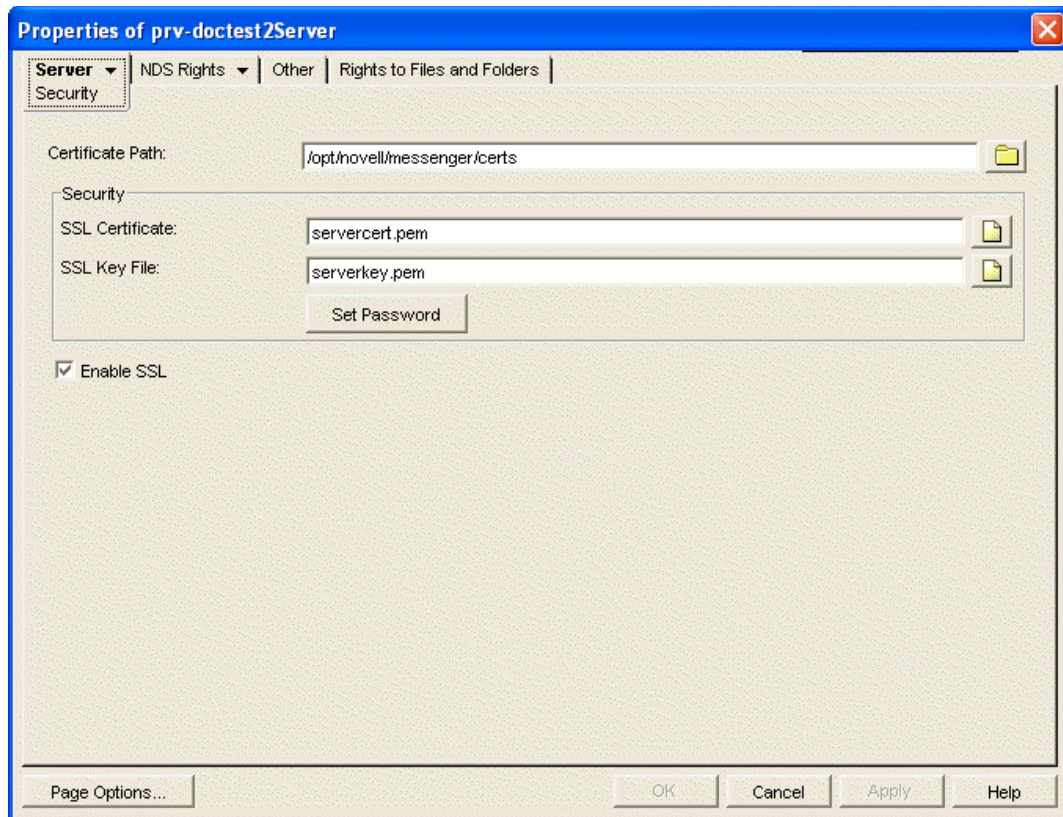 Properties of prv-doctest2Server
Server NDS Rights Other Rights to Files and Folders
Security
Certificate Path: /opt/novell/messenger/certs
Security
SSL Certificate: servercert.pem
SSL Key File: serverkey.pem
Set Password
Enable SSL
Page Options... OK Cancel Apply Help